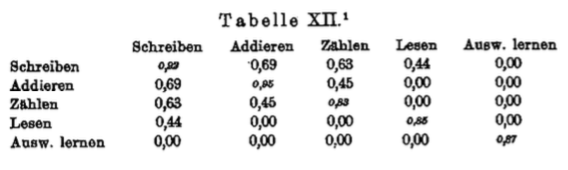 Tabelle XII.¹
Schreiben Addieren Zählen Lesen Ausw. lernen
Schreiben 0,69 0,63 0,44 0,00
Addieren 0,69 0,95 0,45 0,00 0,00
Zählen 0,63 0,45 0,83 0,00 0,00
Lesen 0,44 0,00 0,00 0,85 0,00
Ausw. lernen 0,00 0,00 0,00 0,00 0,87